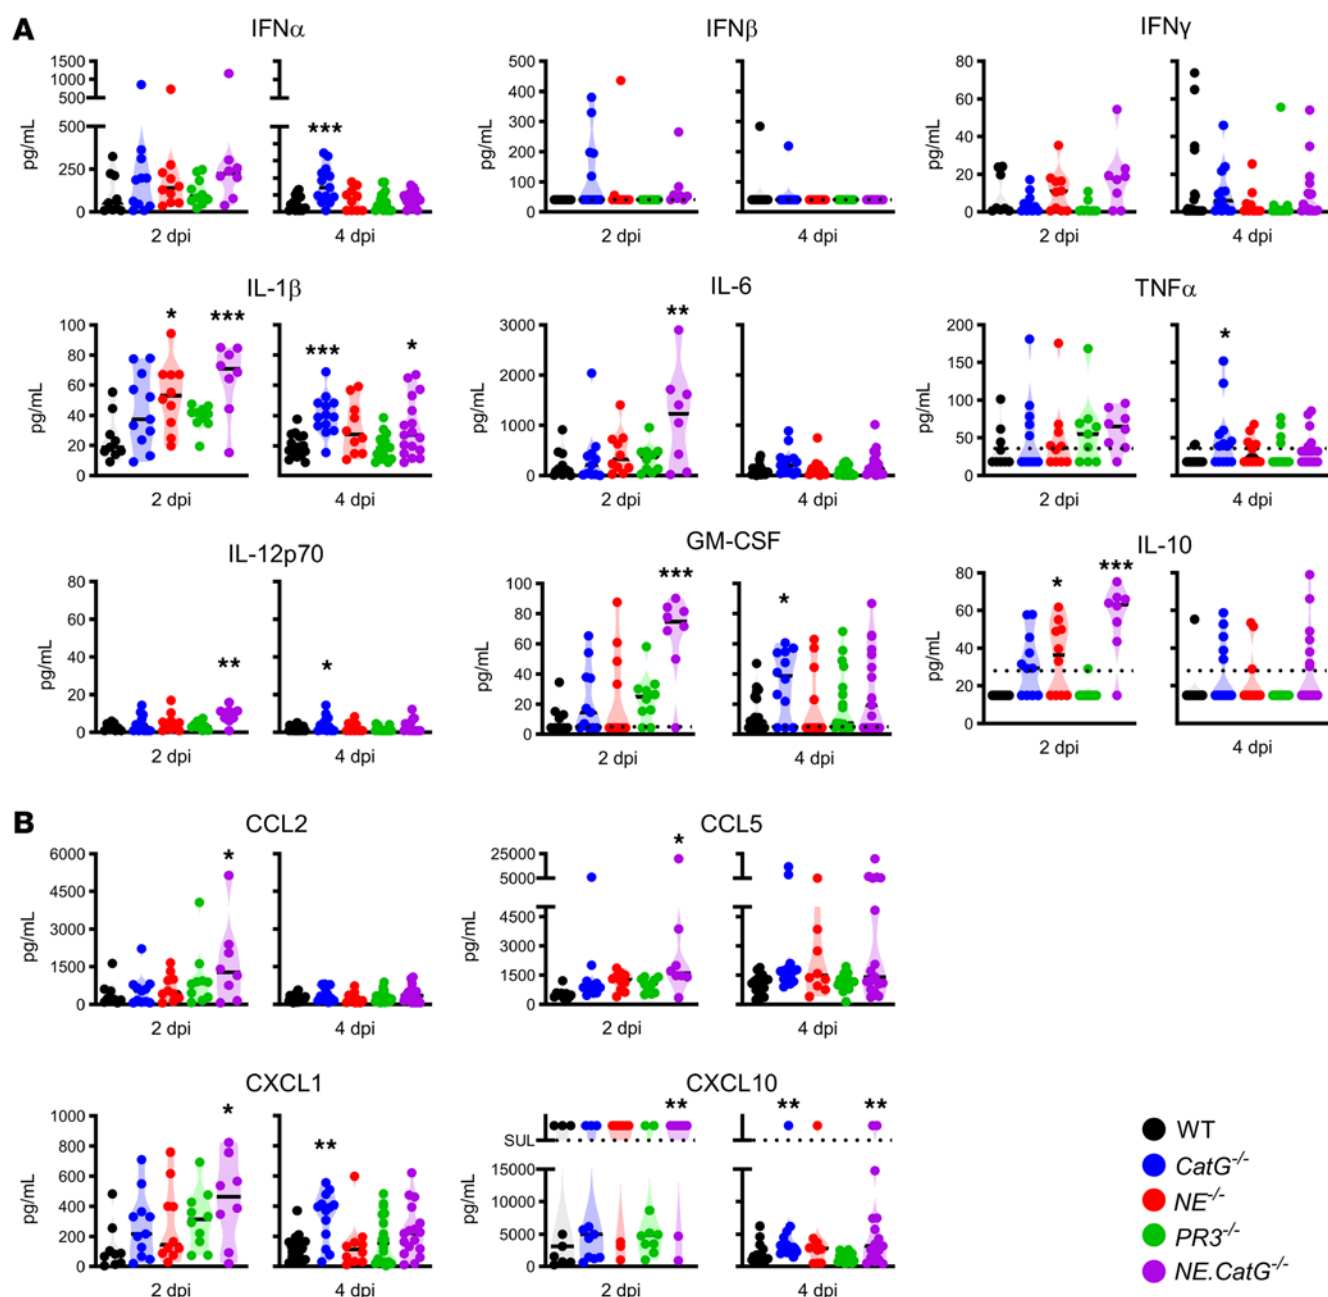 A
IFNα
IFNβ
IFNγ
1500
1000
500
500
250
0
pg/mL
***
2 dpi
4 dpi
500
400
300
200
100
0
pg/mL
2 dpi
4 dpi
80
60
40
20
0
pg/mL
2 dpi
4 dpi
IL-1β
IL-6
TNFα
100
80
60
40
20
0
pg/mL
*
***
***
*
2 dpi
4 dpi
3000
2000
1000
0
pg/mL
**
2 dpi
4 dpi
200
150
100
50
0
pg/mL
*
2 dpi
4 dpi
IL-12p70
GM-CSF
IL-10
80
60
40
20
0
pg/mL
**
*
2 dpi
4 dpi
100
80
60
40
20
0
pg/mL
***
*
2 dpi
4 dpi
80
60
40
20
0
pg/mL
*
***
2 dpi
4 dpi
B
CCL2
CCL5
6000
4500
3000
1500
0
pg/mL
*
2 dpi
4 dpi
25000
5000
4500
3000
1500
0
pg/mL
*
2 dpi
4 dpi
CXCL1
CXCL10
1000
800
600
400
200
0
pg/mL
*
**
2 dpi
4 dpi
SUL
15000
10000
5000
0
pg/mL
**
**
**
2 dpi
4 dpi
WT
CatG-/-
NE-/-
PR3-/-
NE.CatG-/-